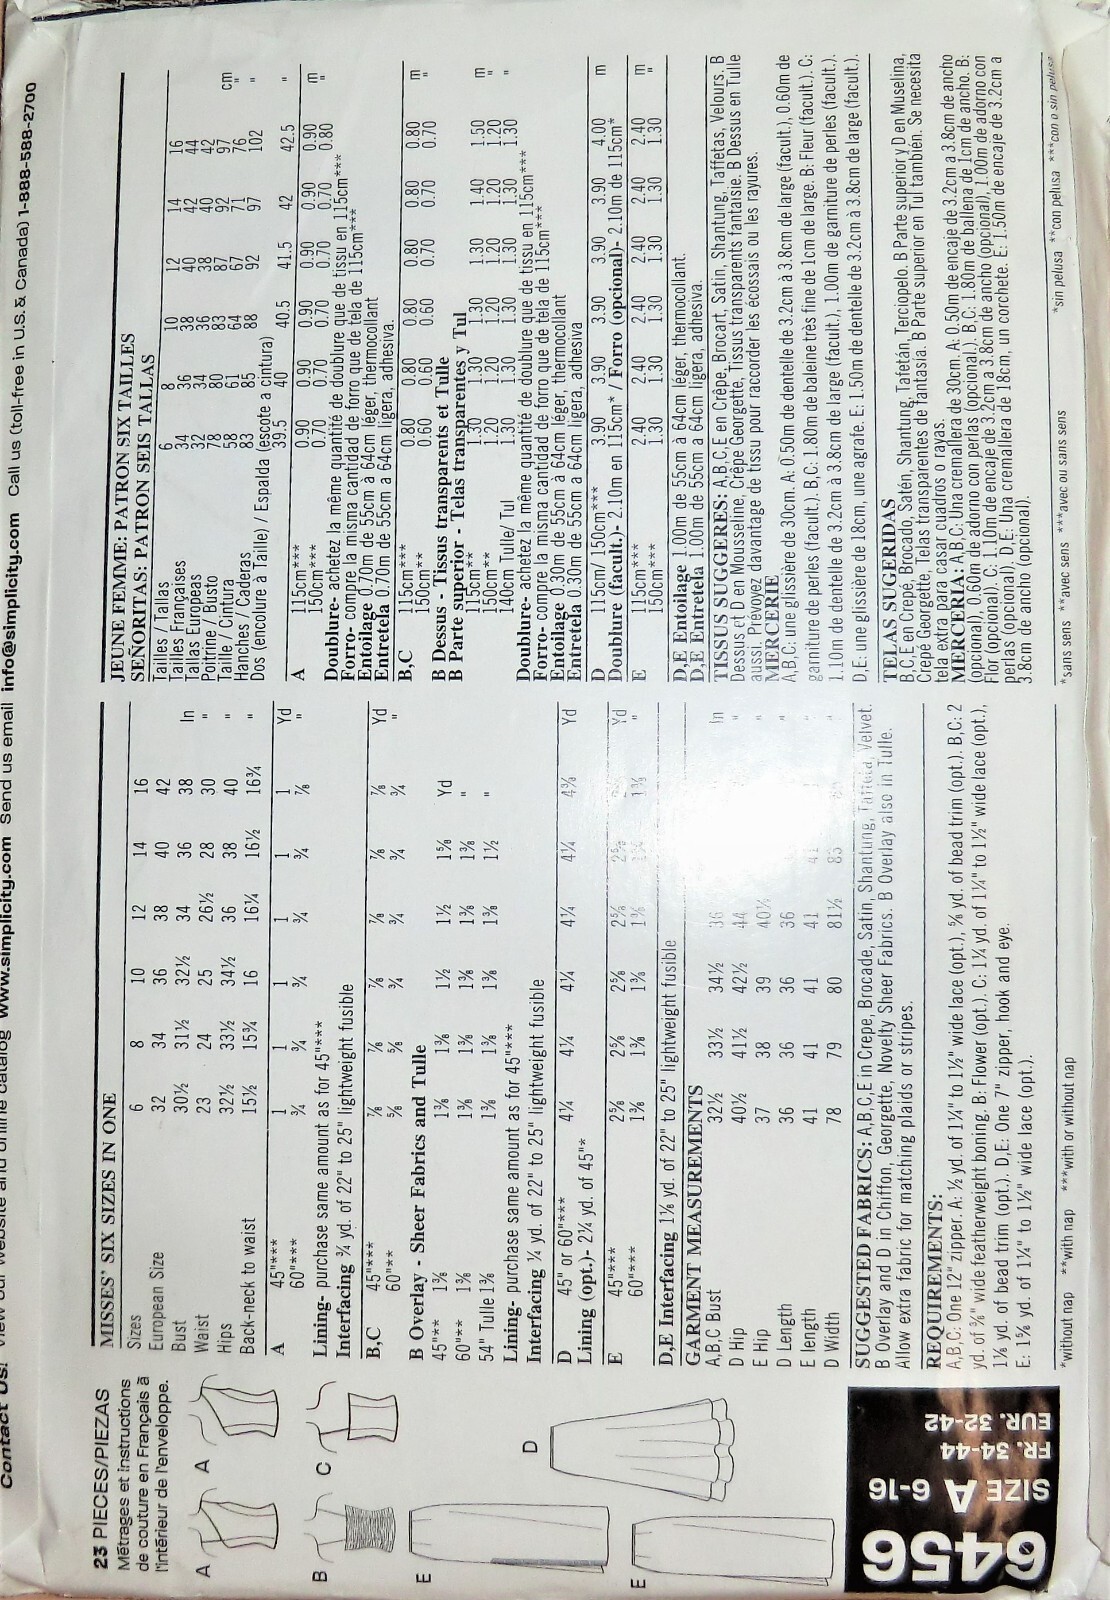 Contact Us! View our website and online catalog www.simplicity.com Send us email info@simplicity.com Call us (toll-free in U.S. & Canada) 1-888-588-2700
23 PIECES/PIEZAS
Métrages et Instructions
de couture en Français à
l'intérieur de l'enveloppe.
A A
B C
E D
E
6456
SIZE A 6-16
FR. 34-44
EUR. 32-42
MISSES' SIX SIZES IN ONE
Sizes 6 8 10 12 14 16
European Size 32 34 36 38 40 42
Bust 30½ 31½ 32½ 34 36 38 In
Waist 23 24 25 26½ 28 30 "
Hips 32½ 33½ 34½ 36 38 40 "
Back-neck to waist 15½ 15¾ 16 16¼ 16½ 16¾ "
A 45"*** 1 1 1 1 1 1 Yd
60"*** ¾ ¾ ¾ ¾ ¾ ⅞ "
Lining- purchase same amount as for 45"***
Interfacing ¾ yd. of 22" to 25" lightweight fusible
B,C 45"*** ⅞ ⅞ ⅞ ⅞ ⅞ ⅞ Yd
60"** ⅝ ⅝ ¾ ¾ ¾ ¾ "
B Overlay - Sheer Fabrics and Tulle
45"** 1⅜ 1⅜ 1⅜ 1½ 1½ 1⅝ Yd
60"** 1⅜ 1⅜ 1⅜ 1⅜ 1⅜ 1⅜ "
54" Tulle 1⅜ 1⅜ 1⅜ 1⅜ 1⅜ 1½ "
Lining- purchase same amount as for 45"***
Interfacing ¼ yd. of 22" to 25" lightweight fusible
D 45" or 60"*** 4¼ 4¼ 4¼ 4¼ 4¼ 4⅜ Yd
Lining (opt.)- 2¼ yd. of 45"*
E 45"*** 2⅝ 2⅝ 2⅝ 2⅝ 2⅝ Yd
60"*** 1⅜ 1⅜ 1⅜ 1⅜ 1⅜ 1⅜ "
D,E Interfacing 1⅛ yd. of 22" to 25" lightweight fusible
GARMENT MEASUREMENTS
A,B,C Bust 32½ 33½ 34½ 36 In
D Hip 40½ 41½ 42½ 44 "
E Hip 37 38 39 40½ "
D Length 36 36 36 36 "
E length 41 41 41 41 41 "
D Width 78 79 80 81½ 83 "
SUGGESTED FABRICS: A,B,C,E in Crepe, Brocade, Satin, Shantung, Taffeta, Velvet.
B Overlay and D in Chiffon, Georgette, Novelty Sheer Fabrics. B Overlay also in Tulle.
Allow extra fabric for matching plaids or stripes.
REQUIREMENTS:
A,B,C: One 12" zipper. A: ½ yd. of 1¼" to 1½" wide lace (opt.), ⅝ yd. of bead trim (opt.). B,C: 2
yd. of ⅜" wide featherweight boning. B: Flower (opt.). C: 1¼ yd. of 1¼" to 1½" wide lace (opt.),
1⅛ yd. of bead trim (opt.). D,E: One 7" zipper, hook and eye.
E: 1⅝ yd. of 1¼" to 1½" wide lace (opt.).
*without nap **with nap ***with or without nap
JEUNE FEMME: PATRON SIX TAILLES
SEÑORITAS: PATRON SEIS TALLAS
Tailles / Tallas 6 8 10 12 14 16
Tailles Françaises 34 36 38 40 42 44
Tallas Europeas 32 34 36 38 40 42
Poitrine / Busto 78 80 83 87 92 97 cm
Taille / Cintura 58 61 64 67 71 76 "
Hanches / Caderas 83 85 88 92 97 102 "
Dos (encolure à Taille) / Espalda (escote a cintura)
39.5 40 40.5 41.5 42 42.5 "
A 115cm*** 0.90 0.90 0.90 0.90 0.90 0.90 m
150cm*** 0.70 0.70 0.70 0.70 0.70 0.80 "
Doublure- achetez la même quantité de doublure que de tissu en 115cm***
Forro- compre la misma cantidad de forro que de tela de 115cm***
Entoilage 0.70m de 55cm à 64cm léger, thermocollant
Entretela 0.70m de 55cm a 64cm ligera, adhesiva.
B,C 115cm*** 0.80 0.80 0.80 0.80 0.80 0.80 m
150cm** 0.60 0.60 0.60 0.70 0.70 0.70 "
B Dessus - Tissus transparents et Tulle
B Parte superior - Telas transparentes y Tul
115cm** 1.30 1.30 1.30 1.30 1.40 1.50 m
150cm** 1.20 1.20 1.20 1.20 1.20 1.20 "
140cm Tulle/ Tul 1.30 1.30 1.30 1.30 1.30 1.30 "
Doublure- achetez la même quantité de doublure que de tissu en 115cm***
Forro- compre la misma cantidad de forro que de tela de 115cm***
Entoilage 0.30m de 55cm à 64cm léger, thermocollant
Entretela 0.30m de 55cm a 64cm ligera, adhesiva
D 115cm/ 150cm*** 3.90 3.90 3.90 3.90 3.90 4.00 m
Doublure (facult.)- 2.10m en 115cm* / Forro (opcional)- 2.10m de 115cm*
E 115cm*** 2.40 2.40 2.40 2.40 2.40 2.40 m
150cm*** 1.30 1.30 1.30 1.30 1.30 1.30 "
D,E Entoilage 1.00m de 55cm à 64cm léger, thermocollant.
D,E Entretela 1.00m de 55cm a 64cm ligera, adhesiva.
TISSUS SUGGERES: A,B,C,E en Crêpe, Brocart, Satin, Shantung, Taffetas, Velours. B
Dessus et D en Mousseline, Crêpe Georgette, Tissus transparents fantaisie. B Dessus en Tulle
aussi. Prévoyez davantage de tissu pour raccorder les écossais ou les rayures.
MERCERIE
A,B,C: une glissière de 30cm. A: 0.50m de dentelle de 3.2cm à 3.8cm de large (facult.), 0.60m de
garniture de perles (facult.). B,C: 1.80m de baleine très fine de 1cm de large. B: Fleur (facult.). C:
1.10m de dentelle de 3.2cm à 3.8cm de large (facult.), 1.00m de garniture de perles (facult.).
D,E: une glissière de 18cm, une agrafe. E: 1.50m de dentelle de 3.2cm à 3.8cm de large (facult.).
TELAS SUGERIDAS
B,C,E en Crepé, Brocado, Satén, Shantung, Tafetán, Terciopelo. B Parte superior y D en Muselina,
Crepé Georgette, Telas transparentes de fantasía. B Parte superior en Tul también. Se necesita
tela extra para casar cuadros o rayas.
MERCERIA: A,B,C: Una cremallera de 30cm. A: 0.50m de encaje de 3.2cm a 3.8cm de ancho
(opcional), 0.60m de adorno con perlas (opcional.). B,C: 1.80m de ballena de 1cm de ancho. B:
Flor (opcional). C: 1.10m de encaje de 3.2cm a 3.8cm de ancho (opcional), 1.00m de adorno con
perlas (opcional). D,E: Una cremallera de 18cm, un corchete. E: 1.50m de encaje de 3.2cm a
3.8cm de ancho (opcional).
*sans sens **avec sens ***avec ou sans sens *sin pelusa **con pelusa ***con o sin pelusa